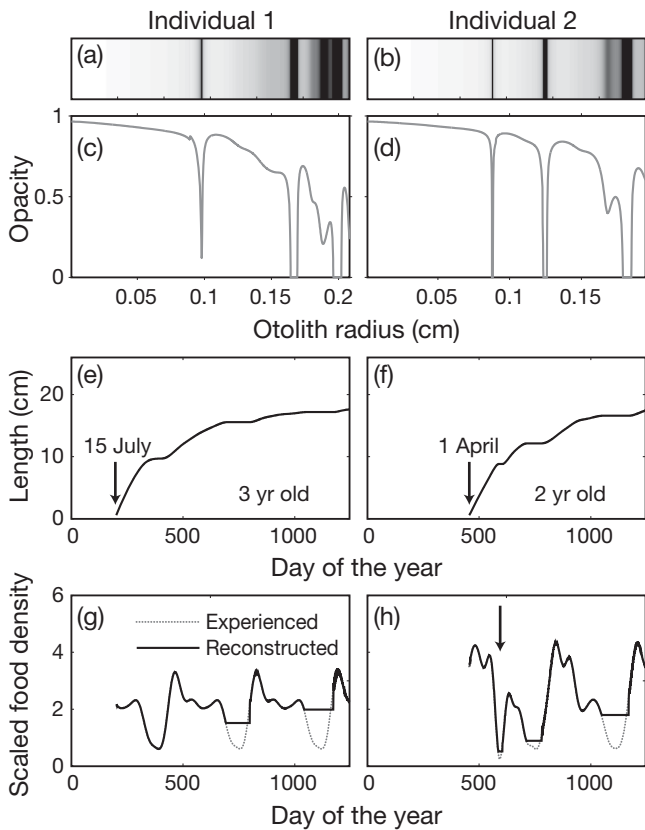 Individual 1 Individual 2
(a) (b)
1
(c) (d)
Opacity
0.5
0
0.05 0.1 0.15 0.2 0.05 0.1 0.15
Otolith radius (cm)
(e) (f)
Length (cm)
20
10
0
15 July 1 April
3 yr old 2 yr old
0 500 1000 0 500 1000
Day of the year
(g) (h)
Scaled food density
6
4
2
0
Experienced
Reconstructed
0 500 1000 0 500 1000
Day of the year